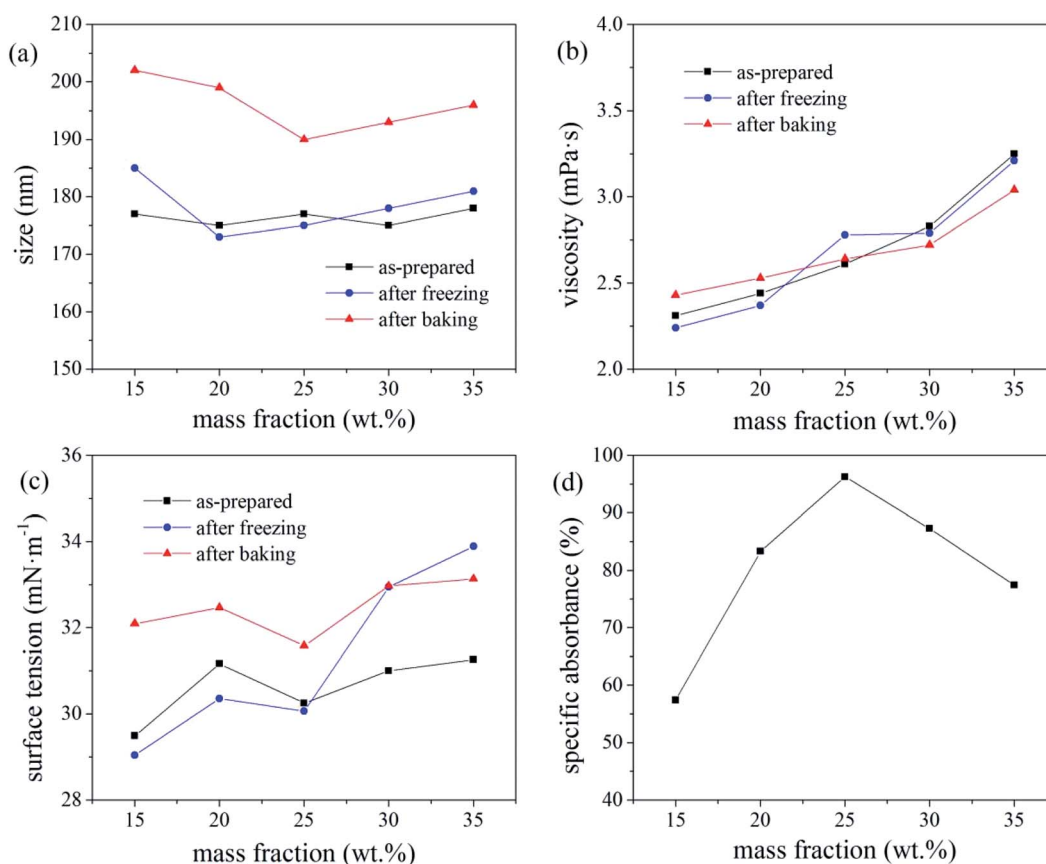 (a)
210
200
190
180
170
160
150
size (nm)
as-prepared
after freezing
after baking
15 20 25 30 35
mass fraction (wt.%)
(b)
4.0
3.5
3.0
2.5
2.0
viscosity (mPa·s)
as-prepared
after freezing
after baking
15 20 25 30 35
mass fraction (wt.%)
(c)
36
34
32
30
28
surface tension (mN·m⁻¹)
as-prepared
after freezing
after baking
15 20 25 30 35
mass fraction (wt.%)
(d)
100
90
80
70
60
50
40
specific absorbance (%)
15 20 25 30 35
mass fraction (wt.%)